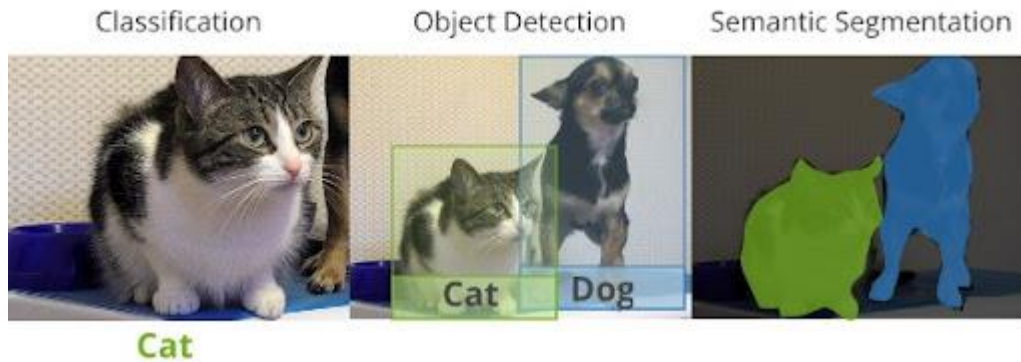 Classification
Object Detection
Semantic Segmentation
Cat
Dog
Cat